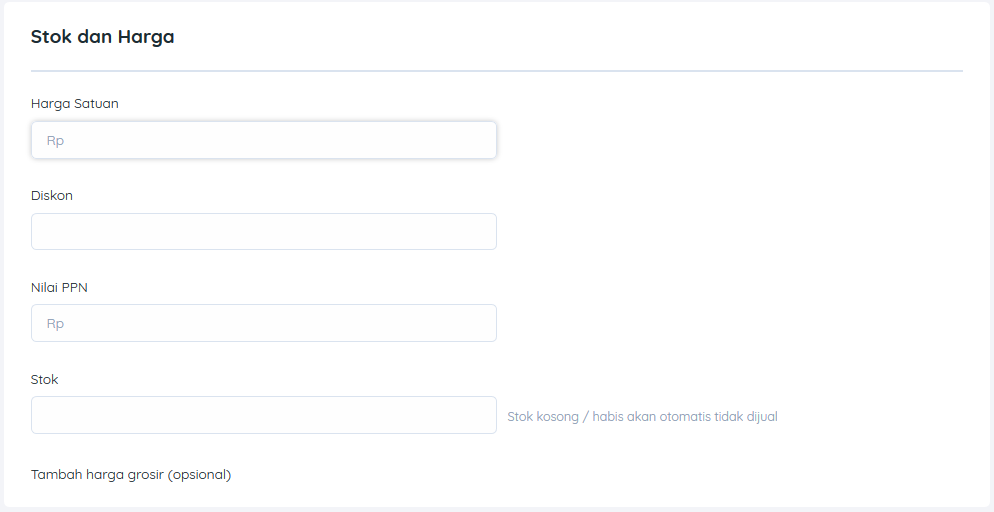 Stok dan Harga
Harga Satuan
Rp
Diskon
Nilai PPN
Rp
Stok
Stok kosong / habis akan otomatis tidak dijual
Tambah harga grosir (opsional)